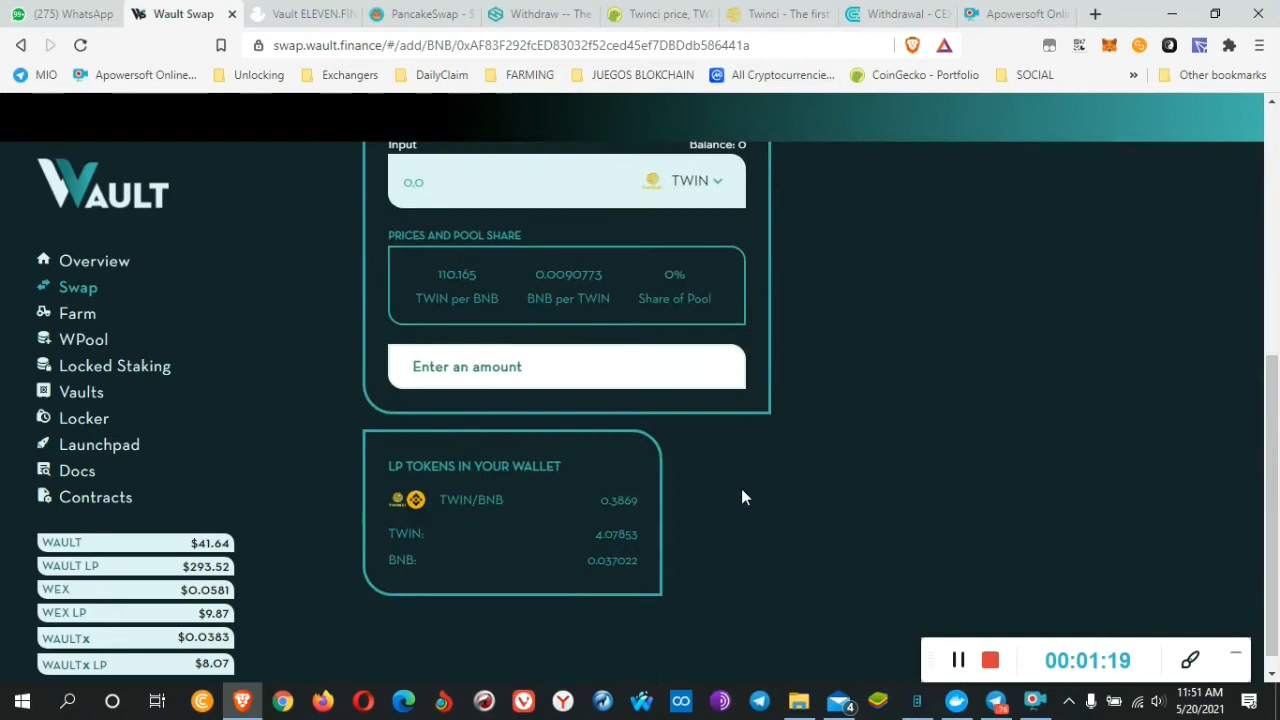 (275) WhatsApp
Wault Swap
Vault ELEVEN.FIN
PancakeSwap - $
Withdraw -- The
Twinci price, TWI
Twinci - The first
Withdrawal - CE
Apowersoft Onli
swap.wault.finance/#/add/BNB/0xAF83F292fcED83032f52ced45ef7DBDdb586441a
MIO
Apowersoft Online...
Unlocking
Exchangers
DailyClaim
FARMING
JUEGOS BLOKCHAIN
All Cryptocurrencie...
CoinGecko - Portfolio
SOCIAL
»
Other bookmarks
WAULT
Overview
Swap
Farm
WPool
Locked Staking
Vaults
Locker
Launchpad
Docs
Contracts
WAULT $41.64
WAULT LP $293.52
WEX $0.0581
WEX LP $9.87
WAULTx $0.0383
WAULTx LP $8.07
Input Balance: 0
0.0 TWIN
PRICES AND POOL SHARE
110.165 0.0090773 0%
TWIN per BNB BNB per TWIN Share of Pool
Enter an amount
LP TOKENS IN YOUR WALLET
TWIN/BNB 0.3869
TWIN: 4.07853
BNB: 0.037022
00:01:19
4
76
11:51 AM
5/20/2021